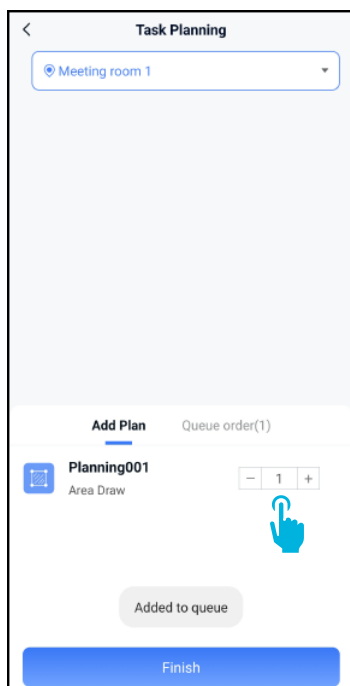 Task Planning
Meeting room 1
Add Plan Queue order(1)
Planning001
Area Draw
− 1 +
Added to queue
Finish